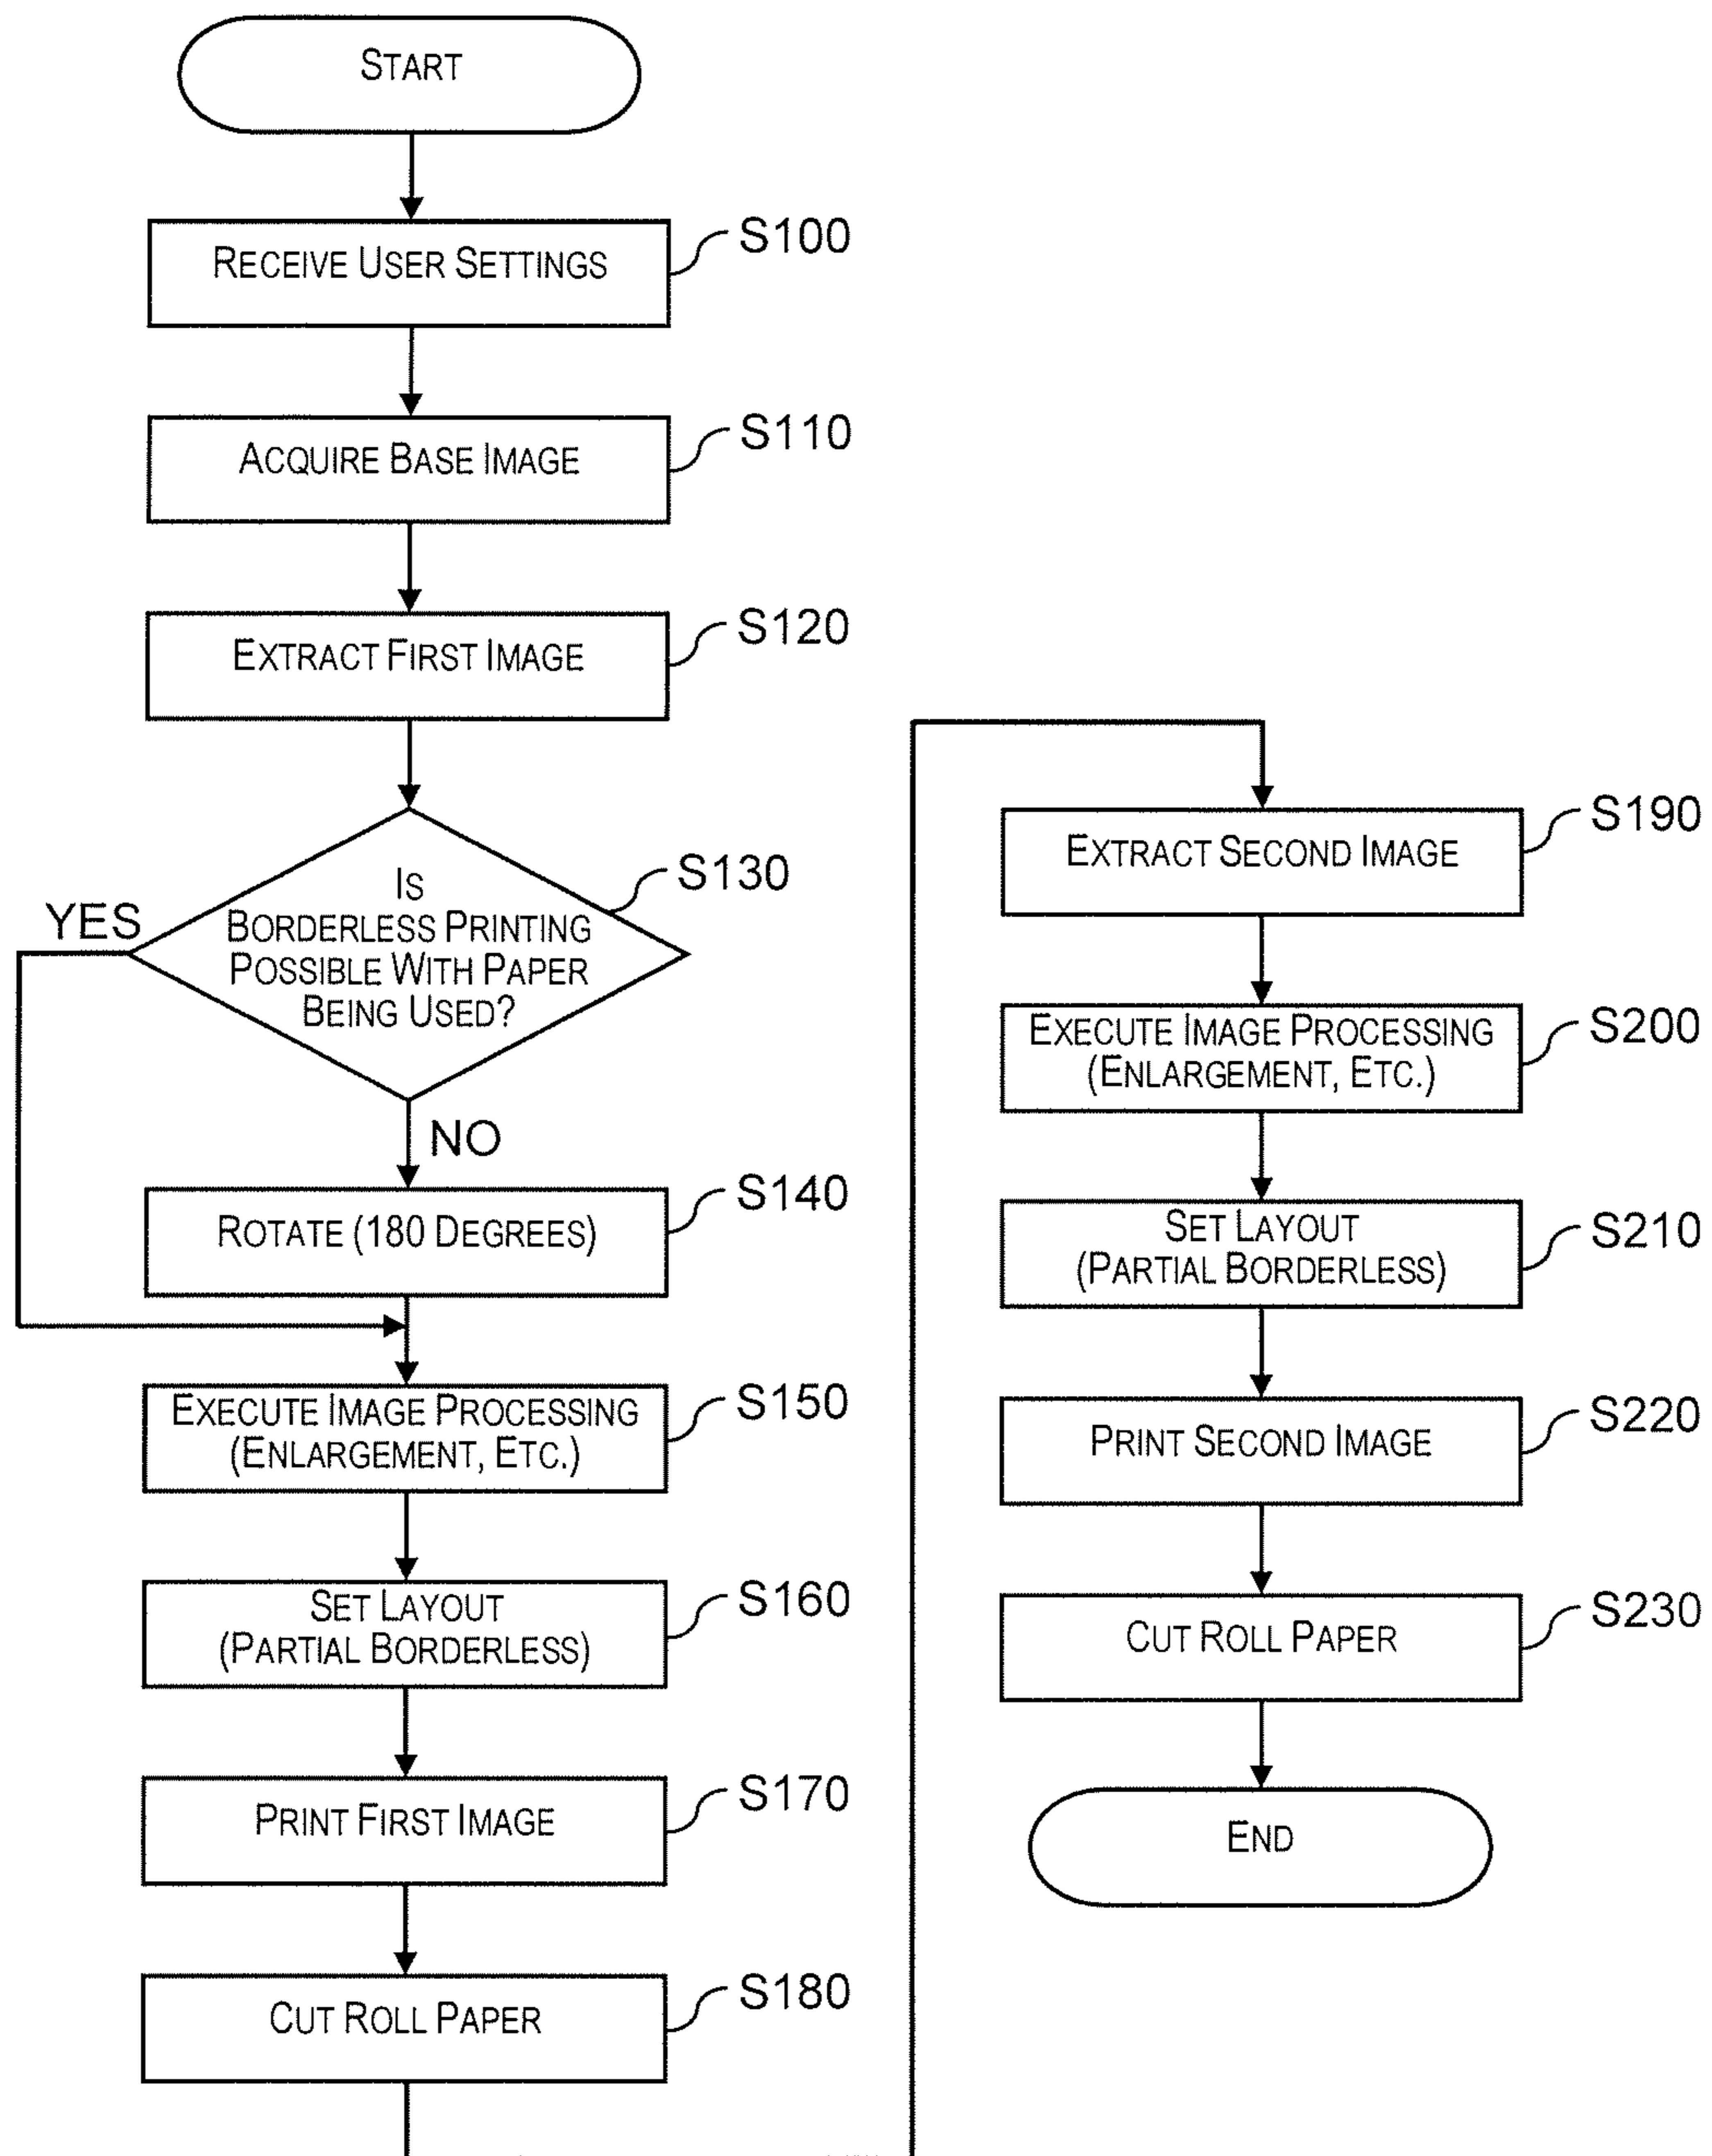 START
RECEIVE USER SETTINGS
S100
ACQUIRE BASE IMAGE
S110
EXTRACT FIRST IMAGE
S120
IS
BORDERLESS PRINTING
POSSIBLE WITH PAPER
BEING USED?
S130
YES
NO
ROTATE (180 DEGREES)
S140
EXECUTE IMAGE PROCESSING
(ENLARGEMENT, ETC.)
S150
SET LAYOUT
(PARTIAL BORDERLESS)
S160
PRINT FIRST IMAGE
S170
CUT ROLL PAPER
S180
EXTRACT SECOND IMAGE
S190
EXECUTE IMAGE PROCESSING
(ENLARGEMENT, ETC.)
S200
SET LAYOUT
(PARTIAL BORDERLESS)
S210
PRINT SECOND IMAGE
S220
CUT ROLL PAPER
S230
END